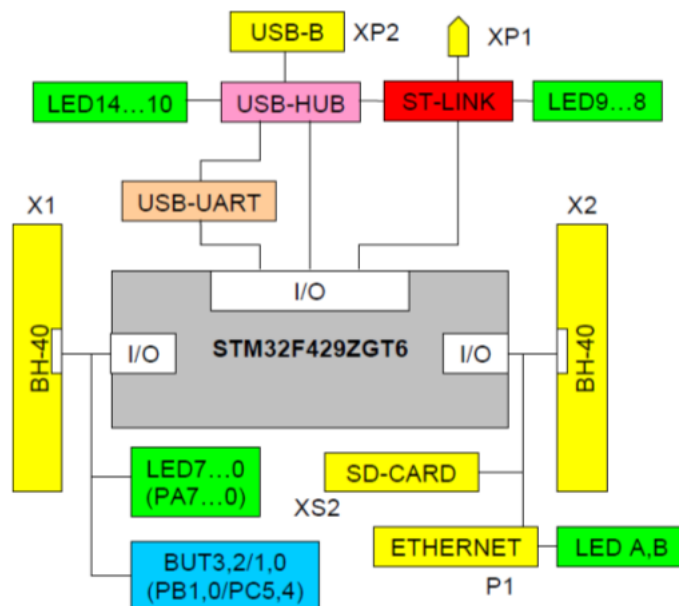 USB-B
XP2
XP1
LED14...10
USB-HUB
ST-LINK
LED9...8
USB-UART
X1
X2
I/O
BH-40
I/O
STM32F429ZGT6
I/O
BH-40
LED7...0
(PA7...0)
SD-CARD
XS2
BUT3,2/1,0
(PB1,0/PC5,4)
ETHERNET
LED A,B
P1